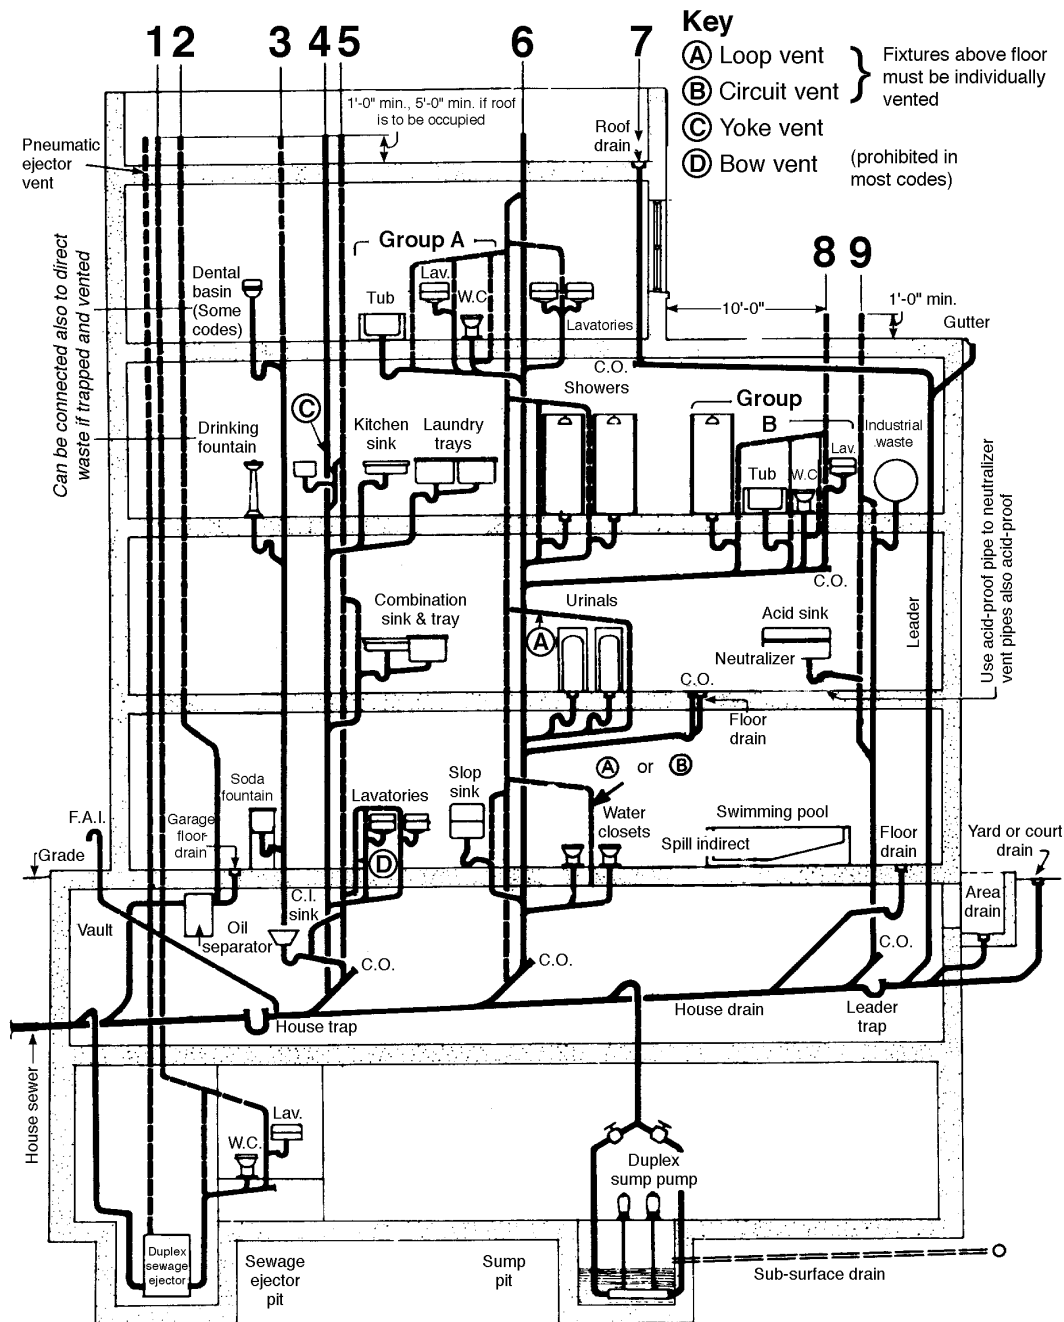 1 2 3 4 5 6 7
Key
A Loop vent
B Circuit vent
Fixtures above floor
must be individually
vented
C Yoke vent
D Bow vent
(prohibited in
most codes)
1'-0" min., 5'-0" min. if roof
is to be occupied
Roof
drain
Pneumatic
ejector
vent
Can be connected also to direct
waste if trapped and vented
Dental
basin
(Some
codes)
Group A
Tub
Lav.
W.C
Lavatories
8 9
10'-0"
1'-0" min.
Gutter
C.O.
Showers
Group
B
Tub
W.C
Lav.
Industrial
waste
C
Drinking
fountain
Kitchen
sink
Laundry
trays
C.O.
Leader
Use acid-proof pipe to neutralizer
vent pipes also acid-proof
Combination
sink & tray
A
Urinals
Acid sink
Neutralizer
C.O.
Floor
drain
A or B
Soda
fountain
F.A.I.
Garage
floor-
drain
Grade
Lavatories
D
Slop
sink
Water
closets
Swimming pool
Spill indirect
Floor
drain
Yard or court
drain
Area
drain
Vault
Oil
separator
C.I.
sink
C.O.
C.O.
C.O.
House trap
House drain
Leader
trap
House sewer
W.C.
Lav.
Duplex
sump pump
Duplex
sewage
ejector
Sewage
ejector
pit
Sump
pit
Sub-surface drain